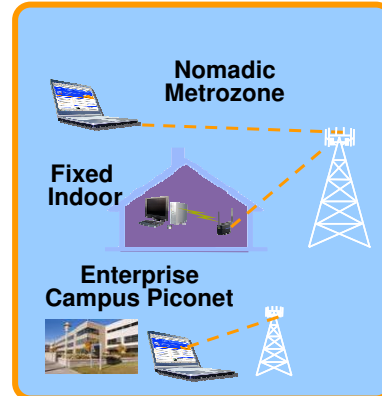 Nomadic
Metrozone
Fixed
Indoor
Enterprise
Campus Piconet